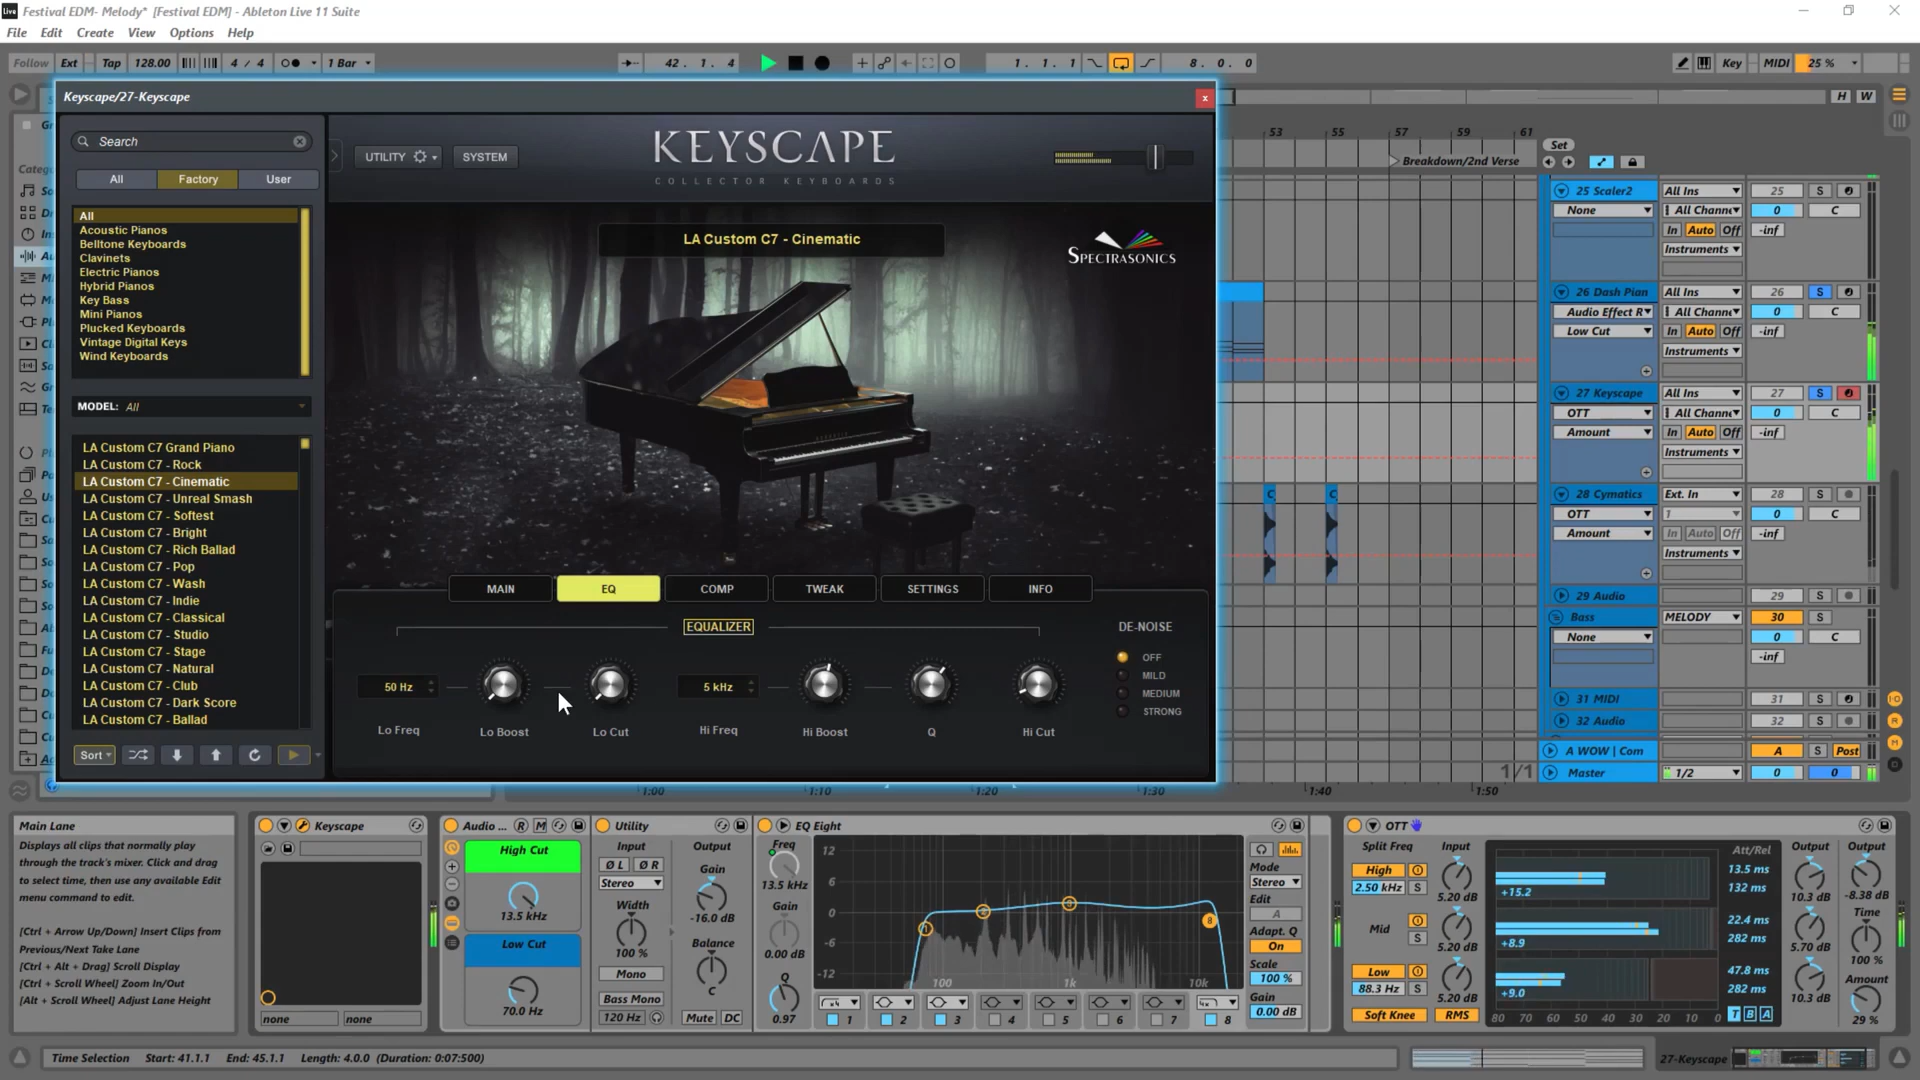 Live Festival EDM- Melody* [Festival EDM] - Ableton Live 11 Suite
File Edit Create View Options Help
Follow Ext Tap 128.00 4 / 4 1 Bar 42 . 1 . 4 1 . 1 . 1 8 . 0 . 0 Key MIDI 25 %
Keyscape/27-Keyscape
x
H W
Search
UTILITY SYSTEM
KEYSCAPE
COLLECTOR KEYBOARDS
All Factory User
LA Custom C7 - Cinematic
SPECTRASONICS
All
Acoustic Pianos
Belltone Keyboards
Clavinets
Electric Pianos
Hybrid Pianos
Key Bass
Mini Pianos
Plucked Keyboards
Vintage Digital Keys
Wind Keyboards
MODEL: All
LA Custom C7 Grand Piano
LA Custom C7 - Rock
LA Custom C7 - Cinematic
LA Custom C7 - Unreal Smash
LA Custom C7 - Softest
LA Custom C7 - Bright
LA Custom C7 - Rich Ballad
LA Custom C7 - Pop
LA Custom C7 - Wash
LA Custom C7 - Indie
LA Custom C7 - Classical
LA Custom C7 - Studio
LA Custom C7 - Stage
LA Custom C7 - Natural
LA Custom C7 - Club
LA Custom C7 - Dark Score
LA Custom C7 - Ballad
Sort
MAIN EQ COMP TWEAK SETTINGS INFO
EQUALIZER
DE-NOISE
OFF
MILD
MEDIUM
STRONG
50 Hz 5 kHz
Lo Freq Lo Boost Lo Cut Hi Freq Hi Boost Q Hi Cut
53 55 57 59 61
Breakdown/2nd Verse
Set
25 Scaler2 All Ins 25 S
None All Channe 0 C
In Auto Off -inf
Instruments
26 Dash Pian All Ins 26 S
Audio Effect R All Channe 0 C
Low Cut In Auto Off -inf
Instruments
27 Keyscape All Ins 27 S
OTT All Channe 0 C
Amount In Auto Off -inf
Instruments
28 Cymatics Ext. In 28 S
OTT 1 0 C
Amount In Auto Off -inf
Instruments
29 Audio 29 S
Bass MELODY 30 S
None 0 C
-inf
31 MIDI 31 S
32 Audio 32 S
A WOW | Com A S Post
Master 1/2 0 0
1/1
1:00 1:10 1:20 1:30 1:40 1:50
Main Lane
Displays all clips that normally play
through the track's mixer. Click and drag
to select time, then use any available Edit
menu command to edit.
[Ctrl + Arrow Up/Down] Insert Clips from
Previous/Next Take Lane
[Ctrl + Alt + Drag] Scroll Display
[Ctrl + Scroll Wheel] Zoom In/Out
[Alt + Scroll Wheel] Adjust Lane Height
Keyscape
none none
Audio ... R M
High Cut
13.5 kHz
Low Cut
70.0 Hz
Utility
Input Output
Ø L Ø R Gain
Stereo
Width -16.0 dB
100 % Balance
Mono
Bass Mono C
120 Hz Mute DC
EQ Eight
Freq
13.5 kHz
Gain
0.00 dB
Q
0.97
12
6
0
-6
-12
100 1k 10k
1 2 3 4 5 6 7 8
Mode
Stereo
Edit
A
Adapt. Q
On
Scale
100 %
Gain
0.00 dB
OTT
Split Freq Input Att/Rel Output Output
High 13.5 ms
2.50 kHz S 5.20 dB +15.2 132 ms 10.3 dB -8.38 dB
Mid 22.4 ms Time
S 5.20 dB +8.9 282 ms 5.70 dB 100 %
Low 47.8 ms Amount
88.3 Hz S 5.20 dB +9.0 282 ms 10.3 dB 29 %
Soft Knee RMS 80 70 60 50 40 30 20 10 0 T B A
Time Selection Start: 41.1.1 End: 45.1.1 Length: 4.0.0 (Duration: 0:07:500)
27-Keyscape